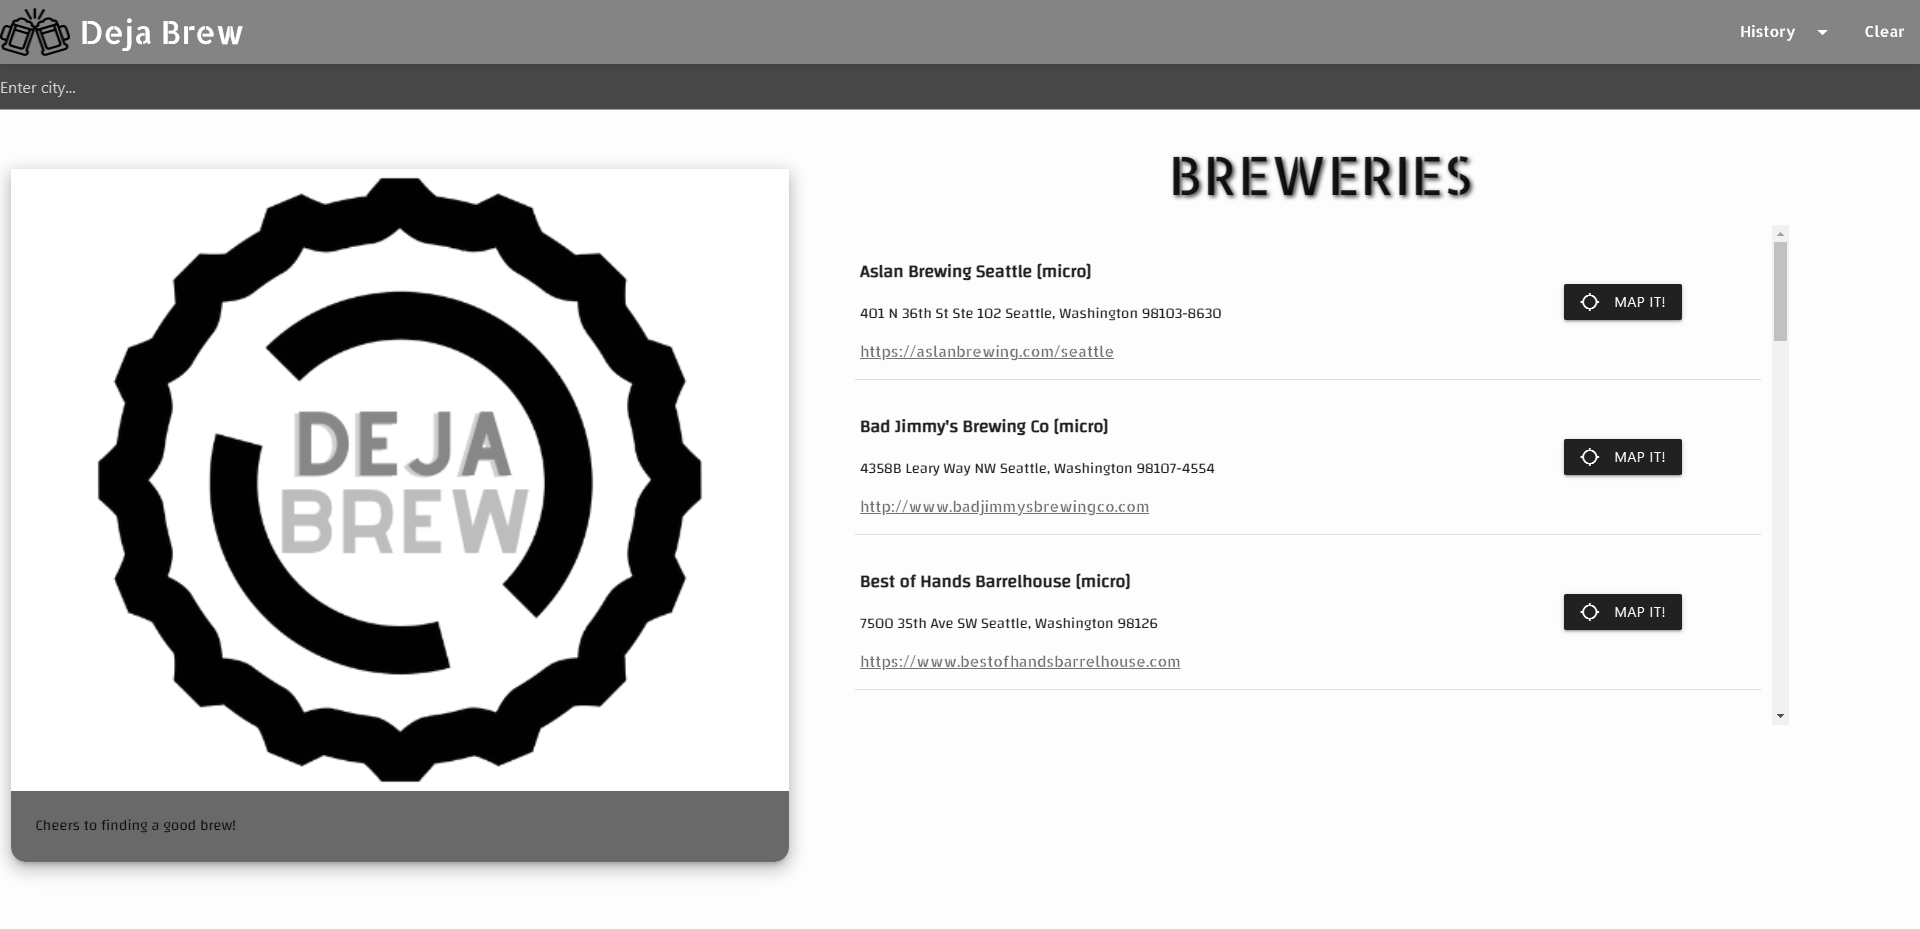 Deja Brew
History
Clear
Enter city...
DEJA
BREW
Cheers to finding a good brew!
BREWERIES
Aslan Brewing Seattle (micro)
401 N 36th St Ste 102 Seattle, Washington 98103-8630
https://aslanbrewing.com/seattle
MAP IT!
Bad Jimmy's Brewing Co (micro)
4358B Leary Way NW Seattle, Washington 98107-4554
http://www.badjimmysbrewingco.com
MAP IT!
Best of Hands Barrelhouse (micro)
7500 35th Ave SW Seattle, Washington 98126
https://www.bestofhandsbarrelhouse.com
MAP IT!